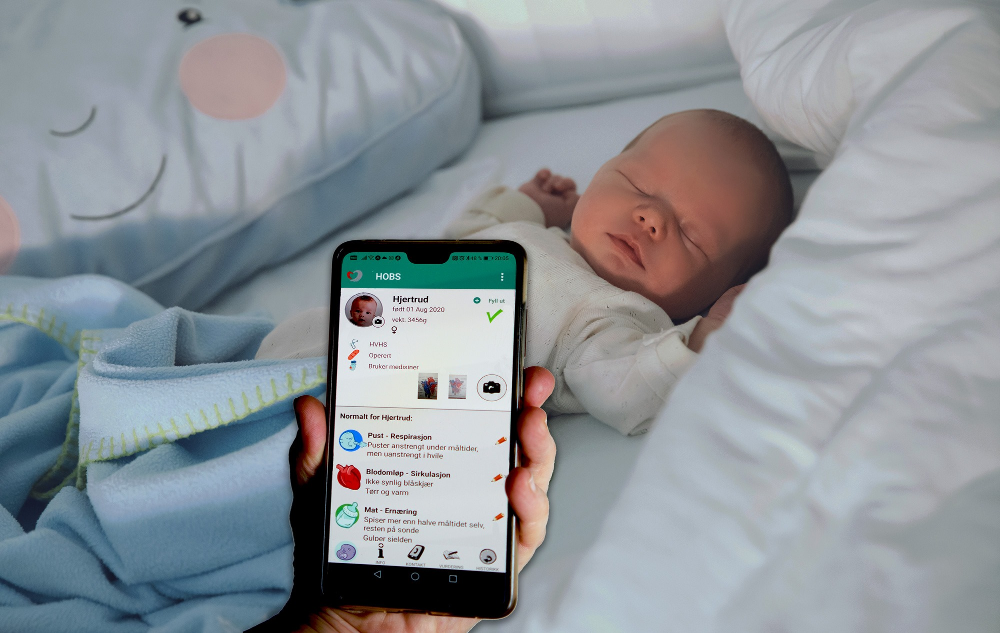 48 % 20:05
HOBS
Hjertrud
Fyll ut
født 01 Aug 2020
vekt: 3456g
HVHS
Operert
Bruker medisiner
Normalt for Hjertrud:
Pust - Respirasjon
Puster anstrengt under måltider,
men uanstrengt i hvile
Blodomløp - Sirkulasjon
Ikke synlig blåskjær
Tørr og varm
Mat - Ernæring
Spiser mer enn halve måltidet selv,
resten på sonde
Gulper sjelden
INFO
KONTAKT
VURDERING
HISTORIKK